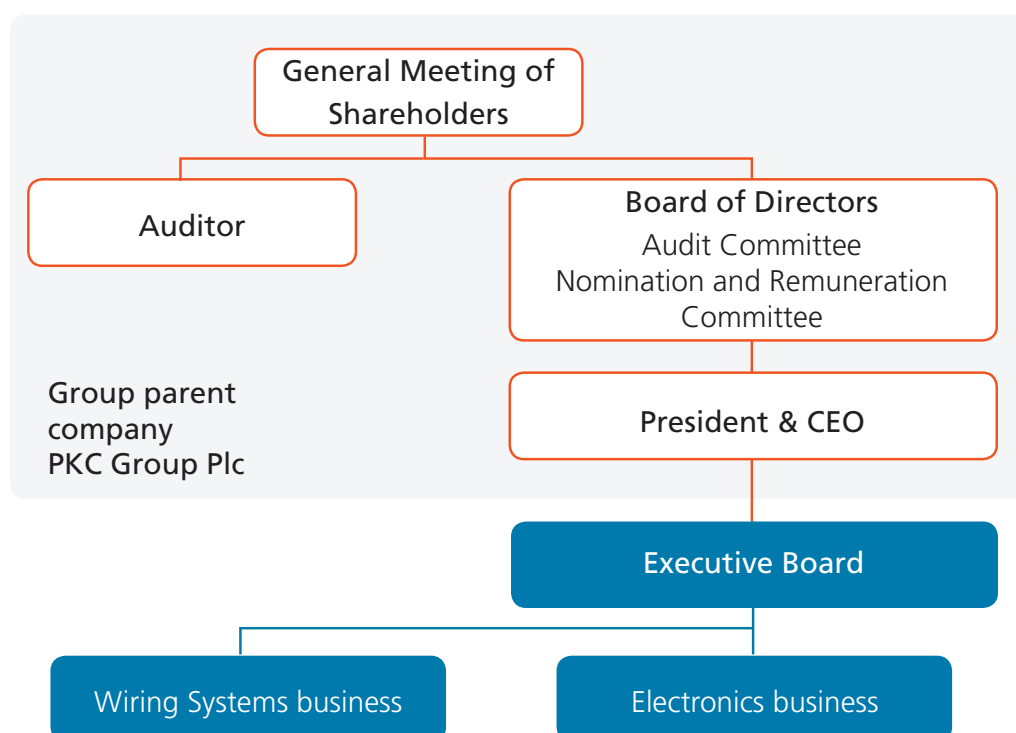 General Meeting of
Shareholders
Auditor
Board of Directors
Audit Committee
Nomination and Remuneration
Committee
Group parent
company
PKC Group Plc
President & CEO
Executive Board
Wiring Systems business
Electronics business